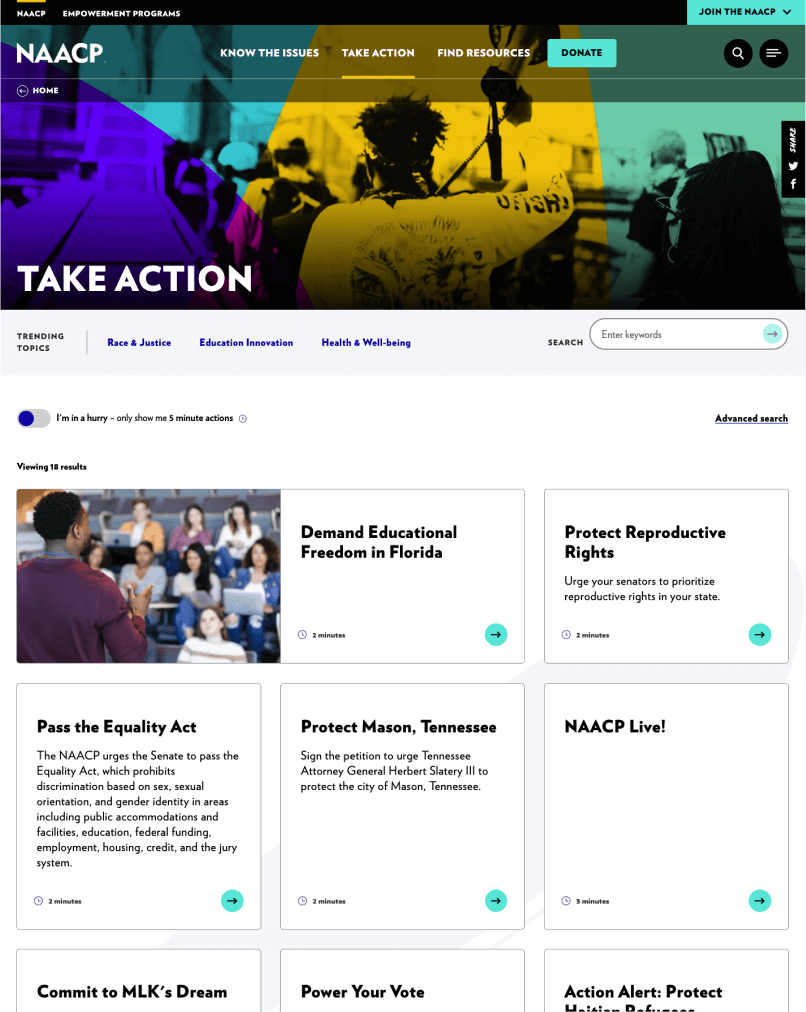 NAACP EMPOWERMENT PROGRAMS JOIN THE NAACP
NAACP KNOW THE ISSUES TAKE ACTION FIND RESOURCES DONATE
HOME
SHARE
TAKE ACTION
TRENDING
TOPICS
Race & Justice Education Innovation Health & Well-being
SEARCH
Enter keywords
I'm in a hurry – only show me 5 minute actions
Advanced search
Viewing 18 results
Demand Educational
Freedom in Florida
2 minutes
Protect Reproductive
Rights
Urge your senators to prioritize
reproductive rights in your state.
2 minutes
Pass the Equality Act
The NAACP urges the Senate to pass the
Equality Act, which prohibits
discrimination based on sex, sexual
orientation, and gender identity in areas
including public accommodations and
facilities, education, federal funding,
employment, housing, credit, and the jury
system.
2 minutes
Protect Mason, Tennessee
Sign the petition to urge Tennessee
Attorney General Herbert Slatery III to
protect the city of Mason, Tennessee.
2 minutes
NAACP Live!
5 minutes
Commit to MLK's Dream
Power Your Vote
Action Alert: Protect
Haitian Refugees